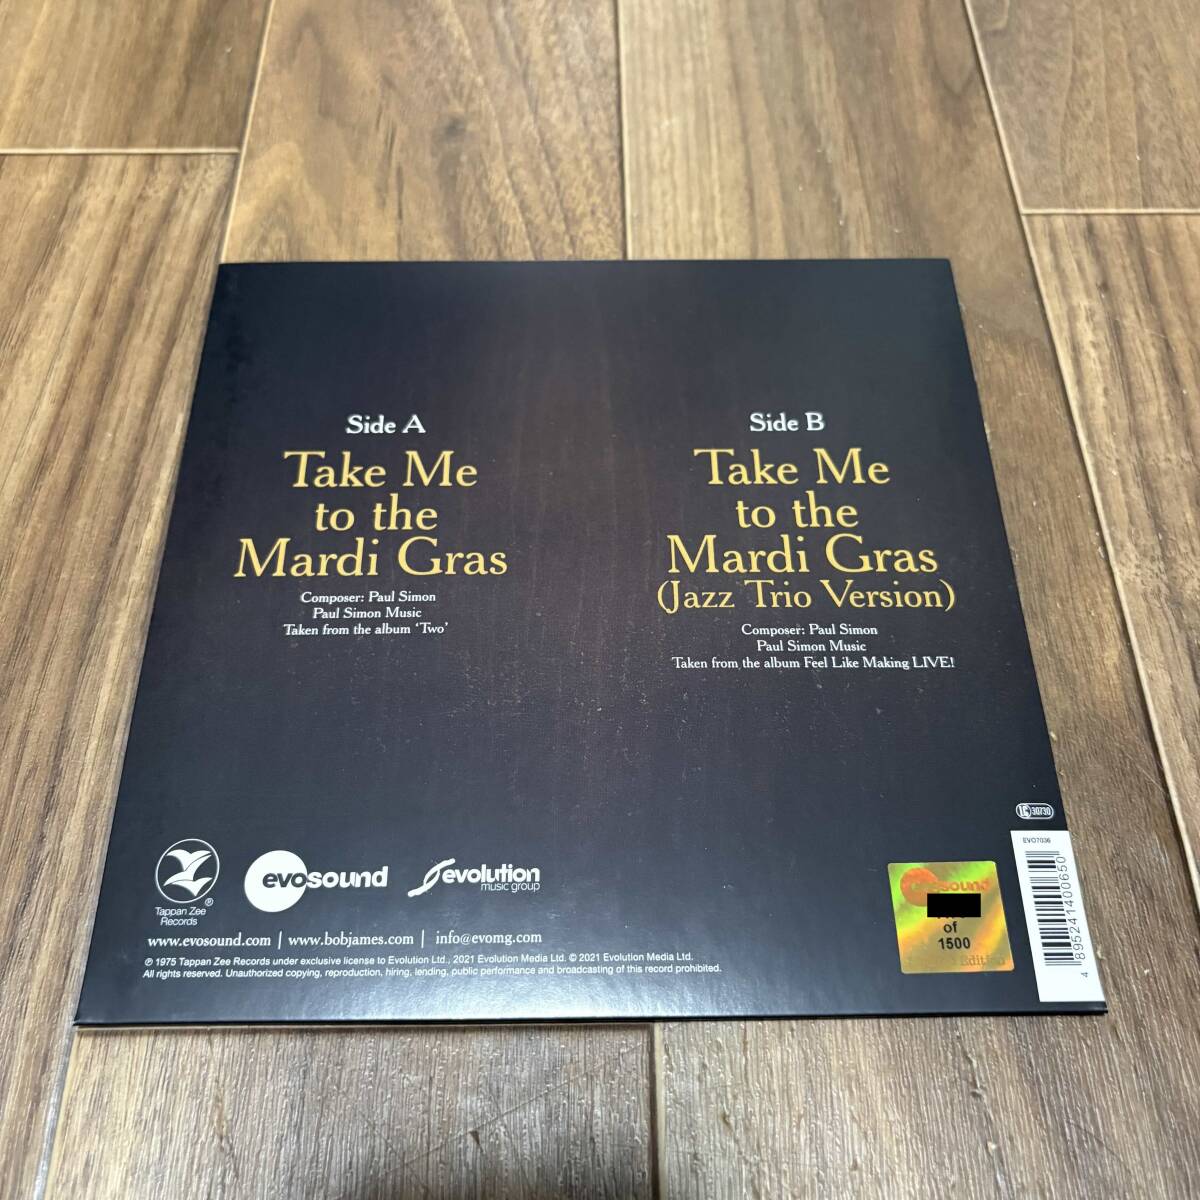 Side A
Take Me
to the
Mardi Gras
Composer: Paul Simon
Paul Simon Music
Taken from the album 'Two'
Side B
Take Me
to the
Mardi Gras
(Jazz Trio Version)
Composer: Paul Simon
Paul Simon Music
Taken from the album Feel Like Making LIVE!
Tappan Zee
Records
®
evosound
evolution
music group
www.evosound.com | www.bobjames.com | info@evomg.com
℗ 1975 Tappan Zee Records under exclusive license to Evolution Ltd., 2021 Evolution Media Ltd. © 2021 Evolution Media Ltd.
All rights reserved. Unauthorized copying, reproduction, hiring, lending, public performance and broadcasting of this record prohibited.
evosound
of
1500
Edition
LC 30730
EVO7036
4 895241 400650